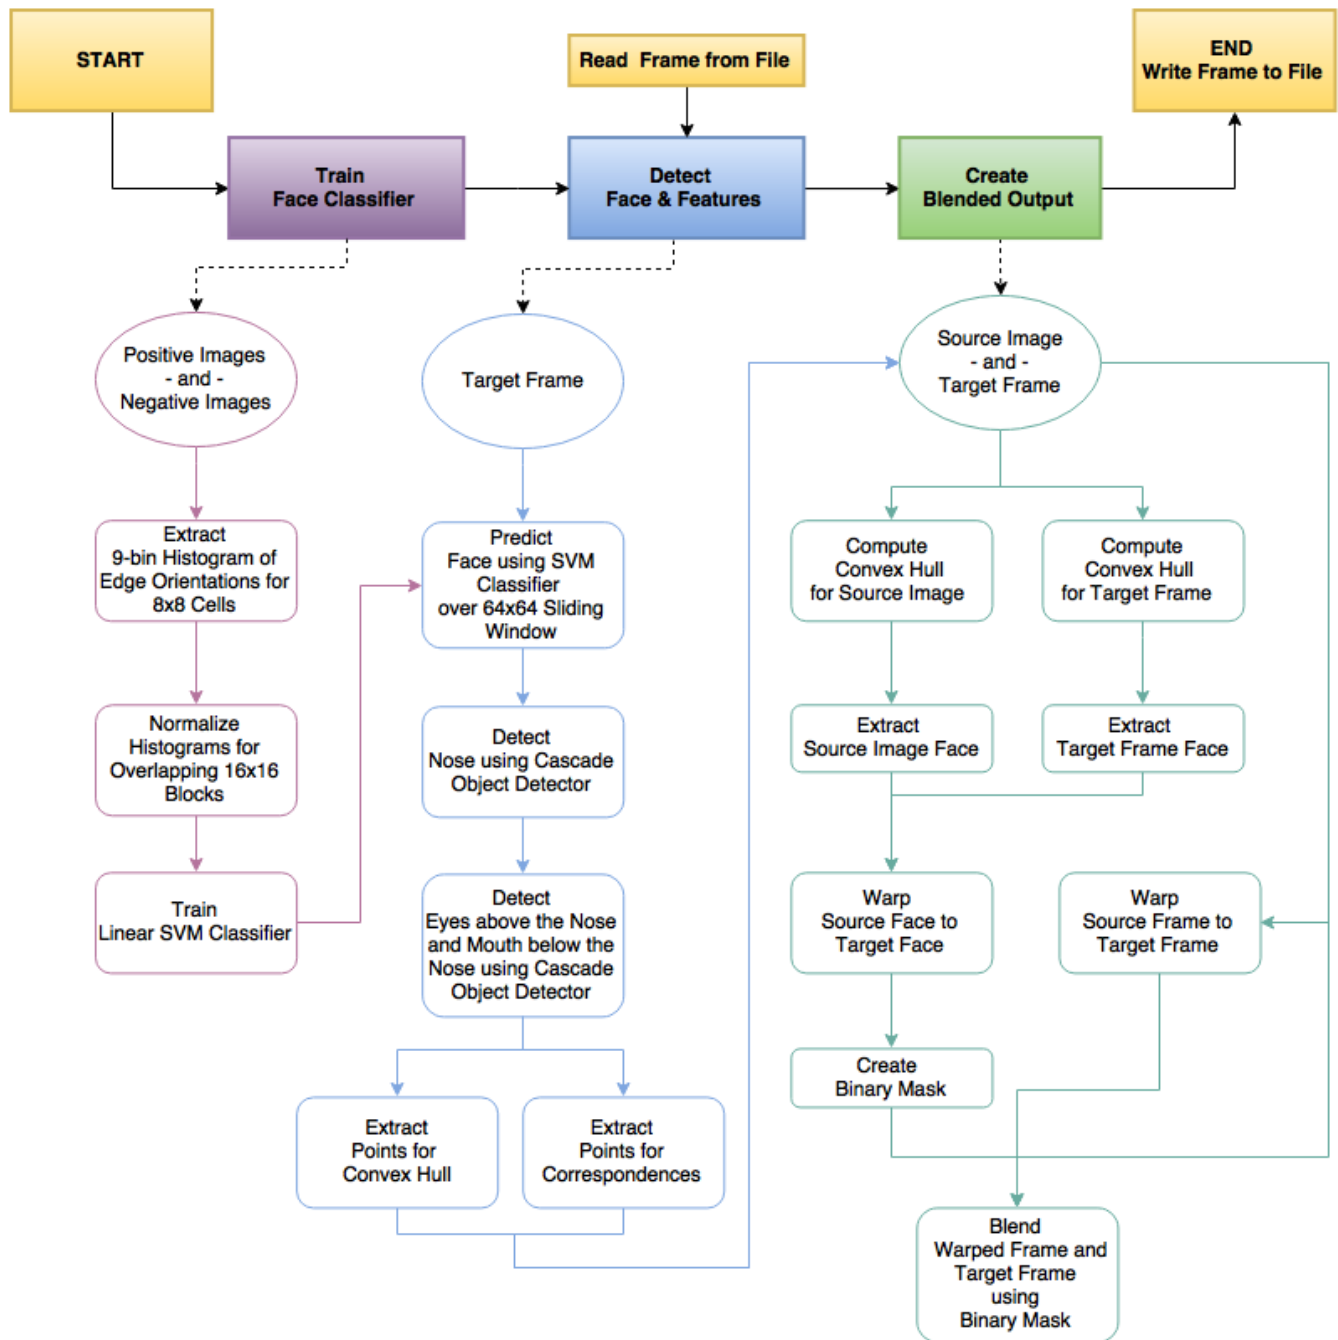 START
Read Frame from File
END
Write Frame to File
Train
Face Classifier
Detect
Face & Features
Create
Blended Output
Positive Images
- and -
Negative Images
Target Frame
Source Image
- and -
Target Frame
Extract
9-bin Histogram of
Edge Orientations for
8x8 Cells
Predict
Face using SVM
Classifier
over 64x64 Sliding
Window
Compute
Convex Hull
for Source Image
Compute
Convex Hull
for Target Frame
Normalize
Histograms for
Overlapping 16x16
Blocks
Detect
Nose using Cascade
Object Detector
Extract
Source Image Face
Extract
Target Frame Face
Train
Linear SVM Classifier
Detect
Eyes above the Nose
and Mouth below the
Nose using Cascade
Object Detector
Warp
Source Face to
Target Face
Warp
Source Frame to
Target Frame
Create
Binary Mask
Extract
Points for
Convex Hull
Extract
Points for
Correspondences
Blend
Warped Frame and
Target Frame
using
Binary Mask